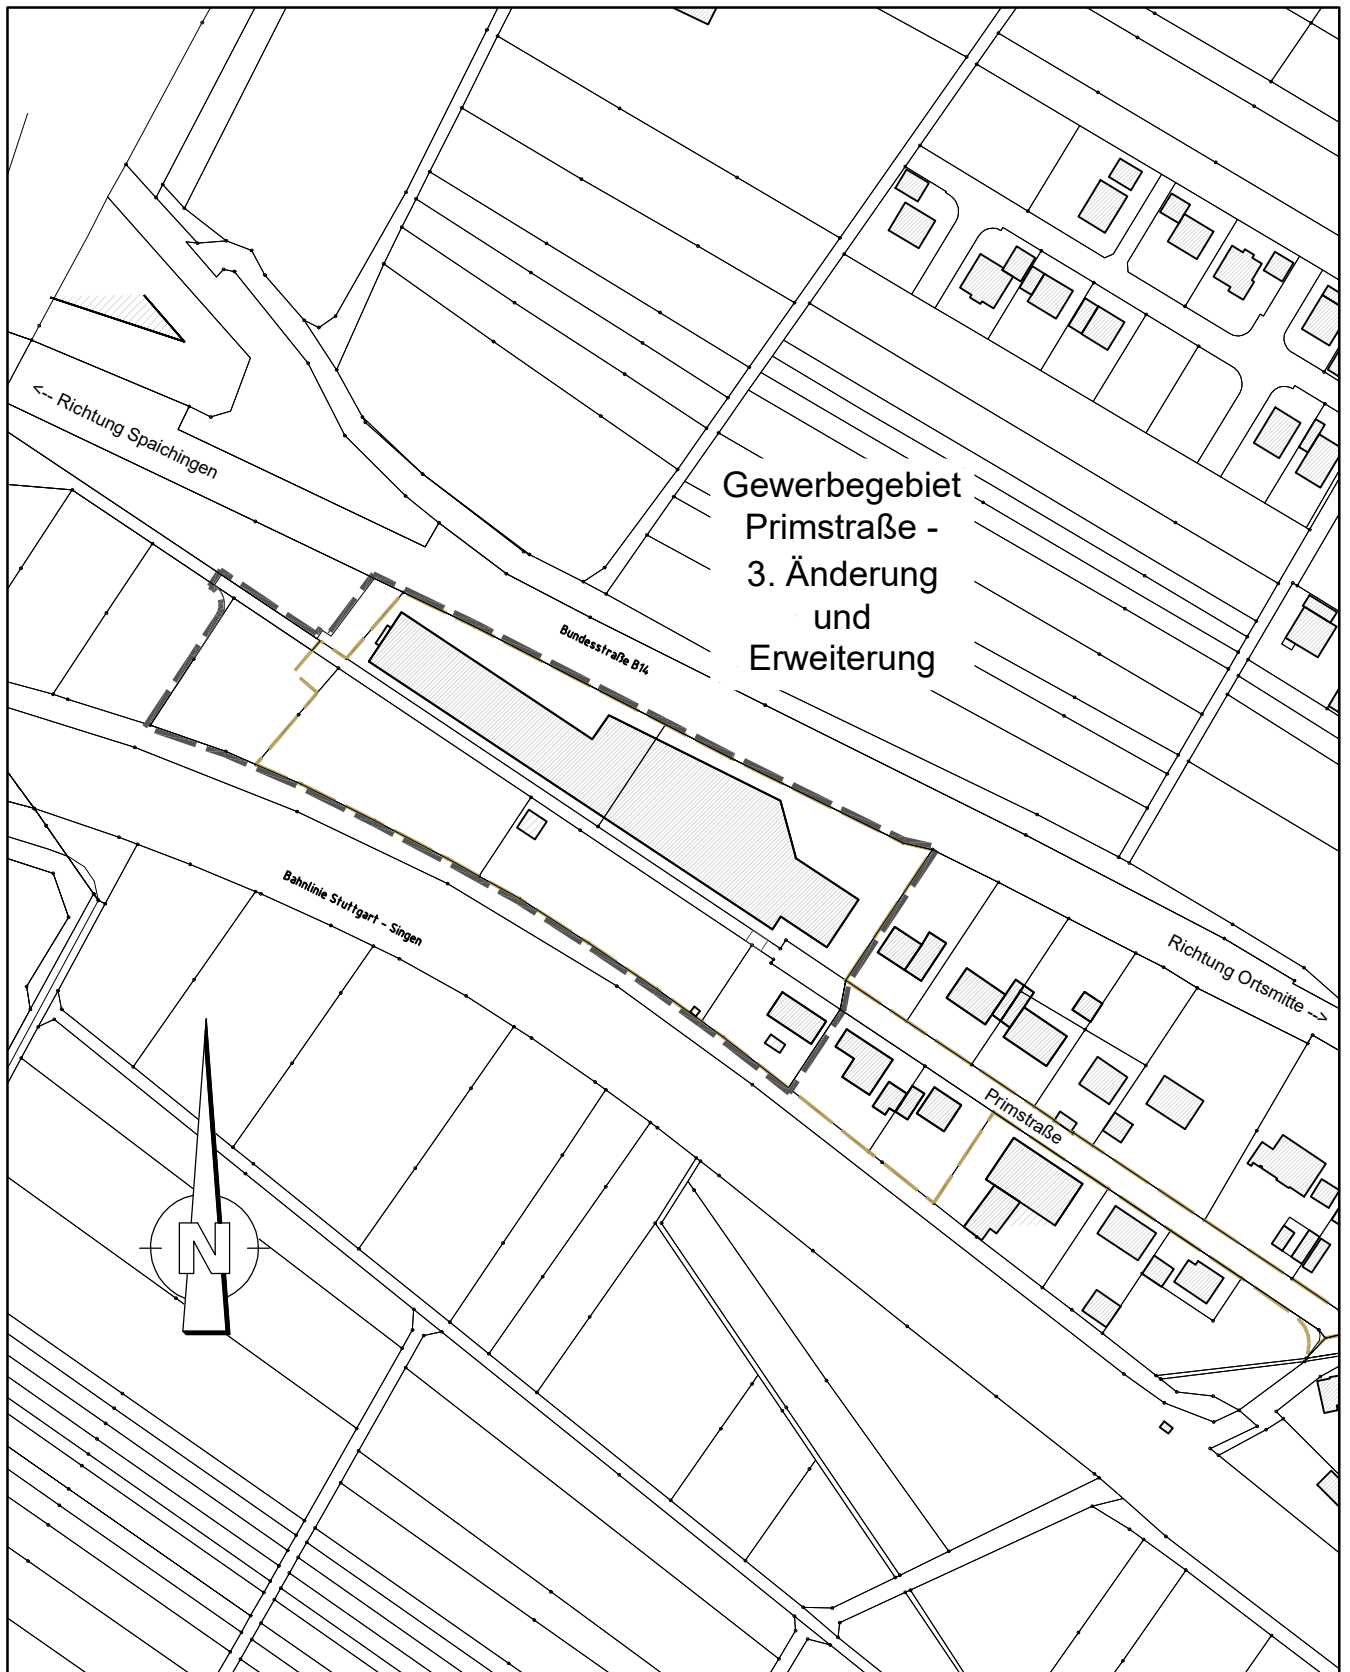 <-- Richtung Spaichingen
Gewerbegebiet
Primstraße -
3. Änderung
und
Erweiterung
Bundesstraße B14
Bahnlinie Stuttgart - Singen
Richtung Ortsmitte -->
Primstraße
N